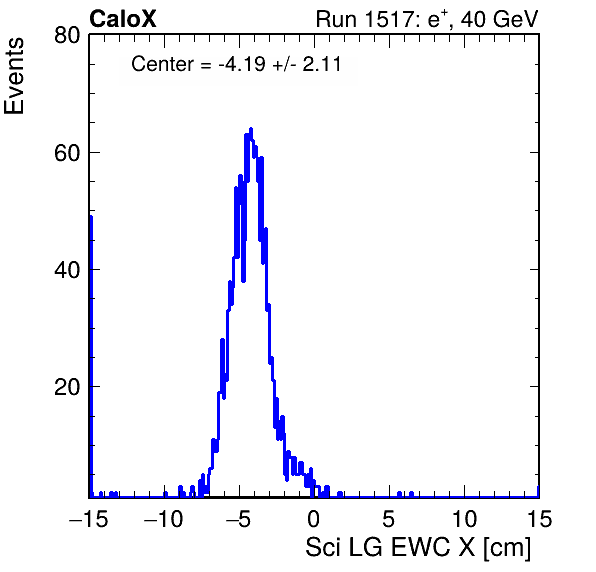 CaloX Run 1517: e⁺, 40 GeV
Events
Center = -4.19 +/- 2.11
80
60
40
20
−15 −10 −5 0 5 10 15
Sci LG EWC X [cm]